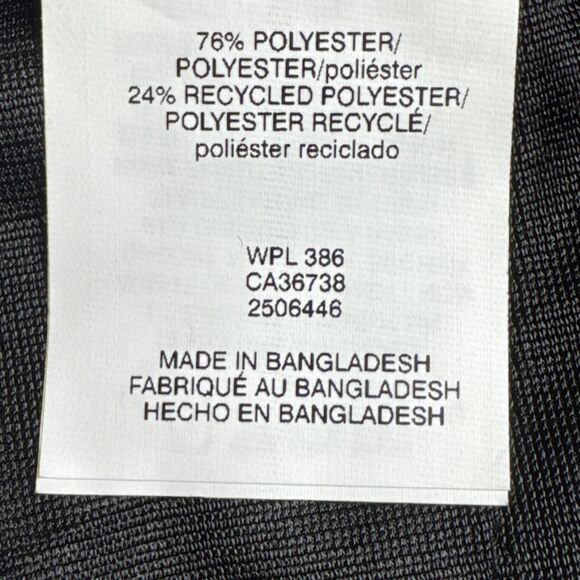 76% POLYESTER/
POLYESTER/poliéster
24% RECYCLED POLYESTER/
POLYESTER RECYCLÉ/
poliéster reciclado
WPL 386
CA36738
2506446
MADE IN BANGLADESH
FABRIQUÉ AU BANGLADESH
HECHO EN BANGLADESH